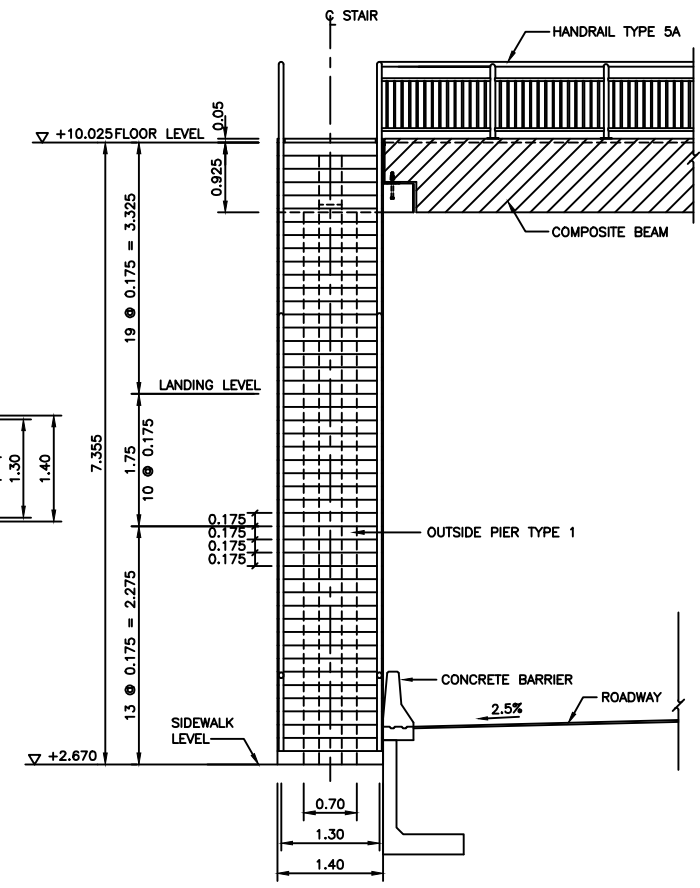 ℄ STAIR
HANDRAIL TYPE 5A
+10.025 FLOOR LEVEL
0.05
0.925
COMPOSITE BEAM
19 @ 0.175 = 3.325
LANDING LEVEL
7.355
1.75
10 @ 0.175
1.30
1.40
0.175
0.175
0.175
0.175
OUTSIDE PIER TYPE 1
13 @ 0.175 = 2.275
CONCRETE BARRIER
ROADWAY
2.5%
SIDEWALK
LEVEL
+2.670
0.70
1.30
1.40